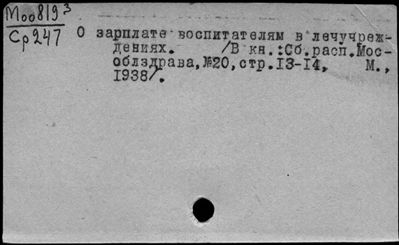 Моо819³
Ср247
О зарплате воспитателям в лечучреж-
дениях. /В кн.:Сб.расп.Мос-
облздрава,№20,стр.13-14, М.,
1938/.